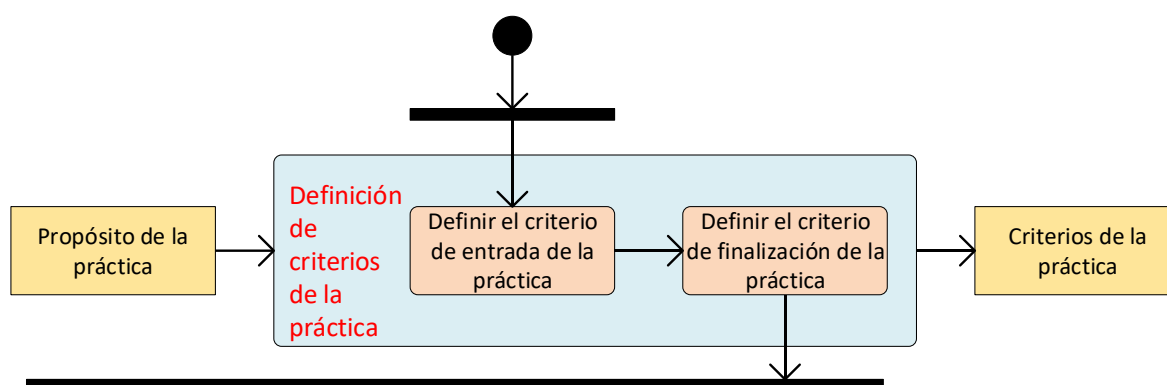 Propósito de la
práctica
Definición
de
criterios
de la
práctica
Definir el criterio
de entrada de la
práctica
Definir el criterio
de finalización de la
práctica
Criterios de la
práctica